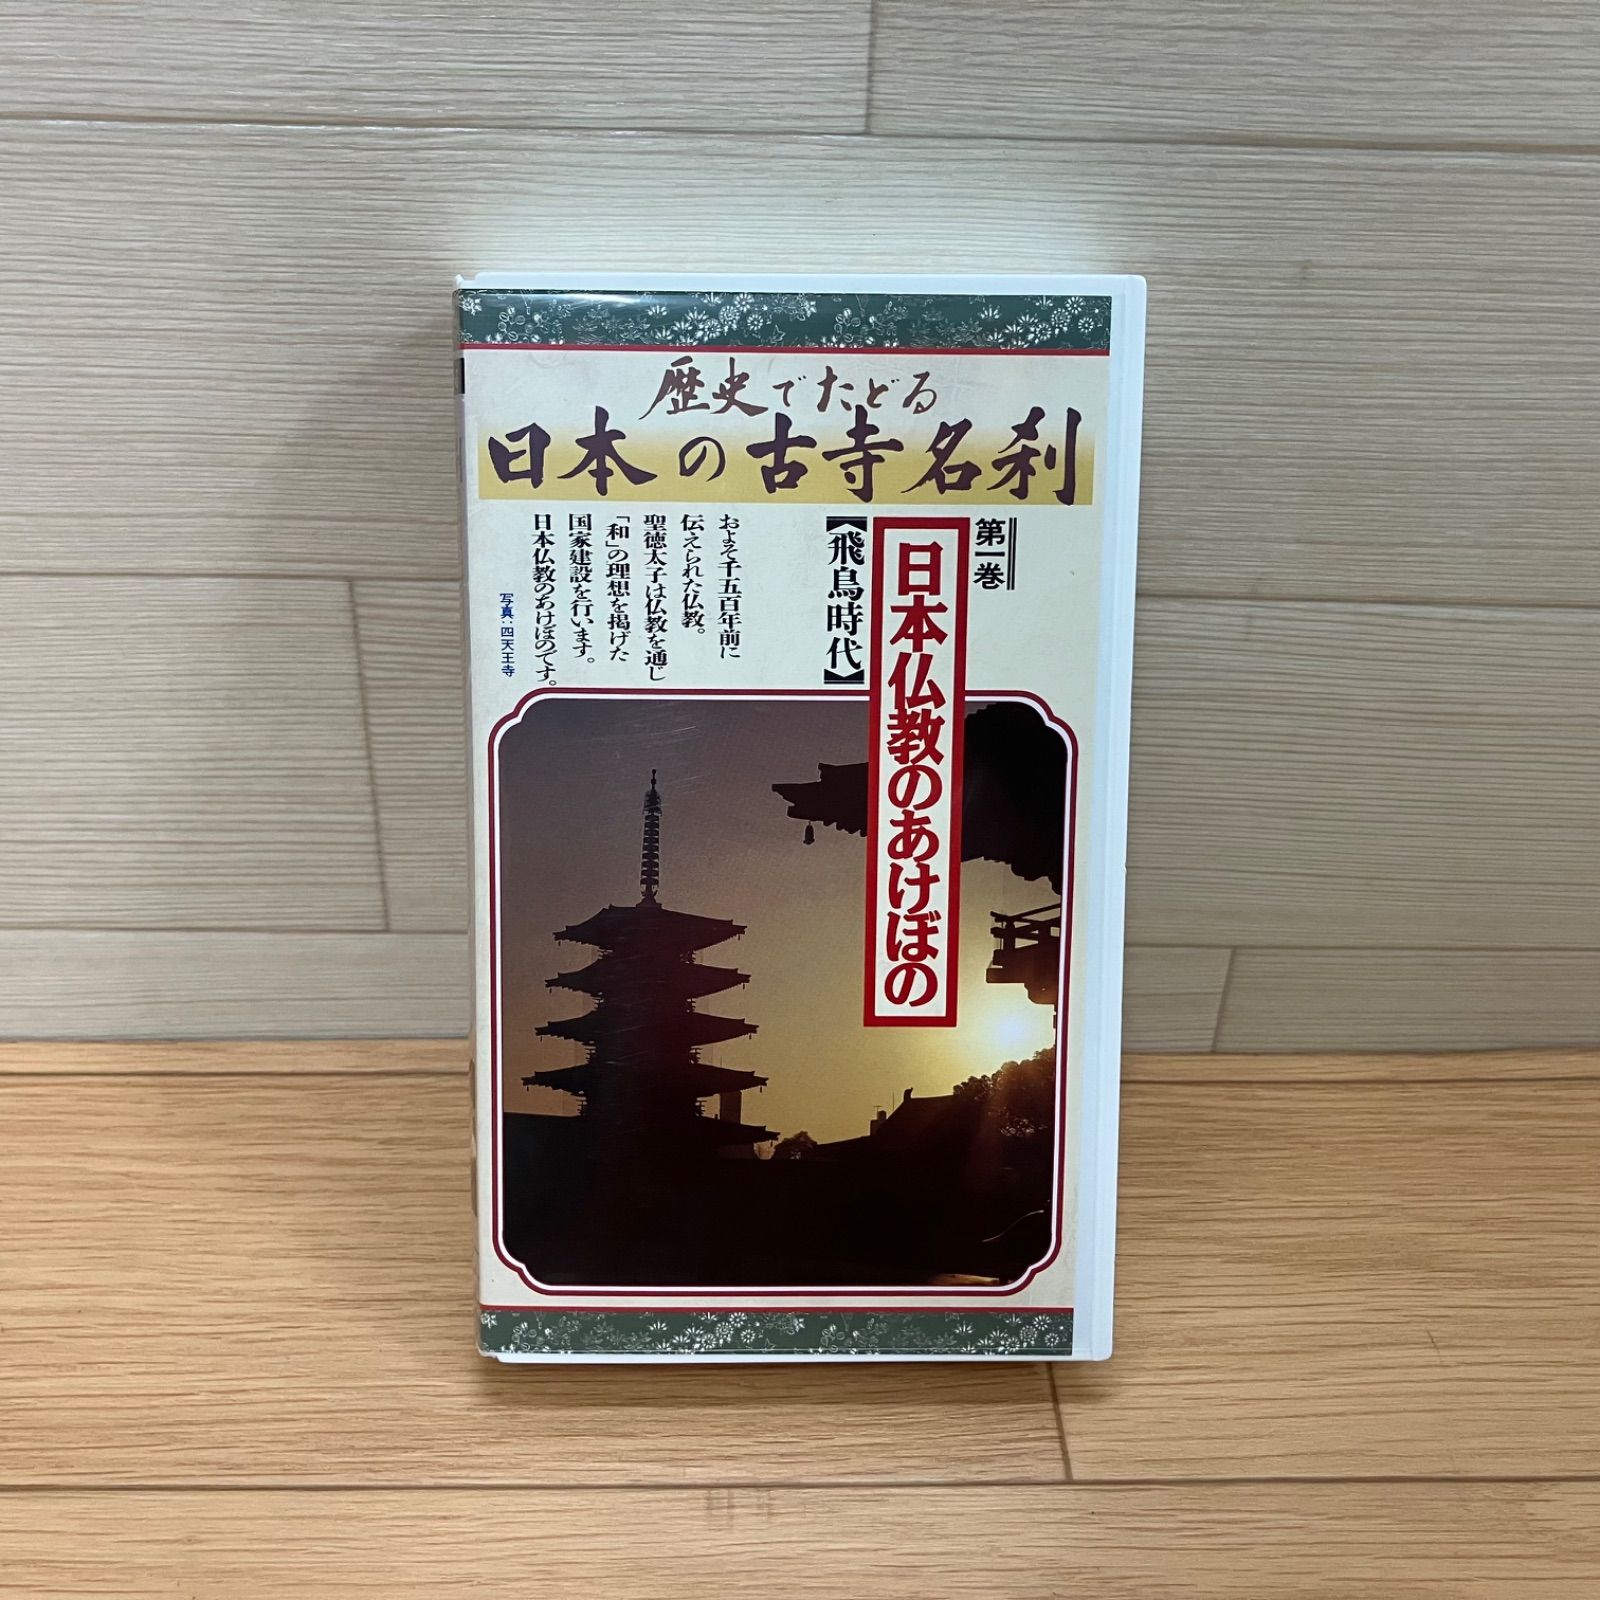 歴史でたどる
日本の古寺名刹
第一巻
日本仏教のあけぼの
【飛鳥時代】
およそ千五百年前に
伝えられた仏教。
聖徳太子は仏教を通じ
「和」の理想を掲げた
国家建設を行います。
日本仏教のあけぼのです。
写真:四天王寺